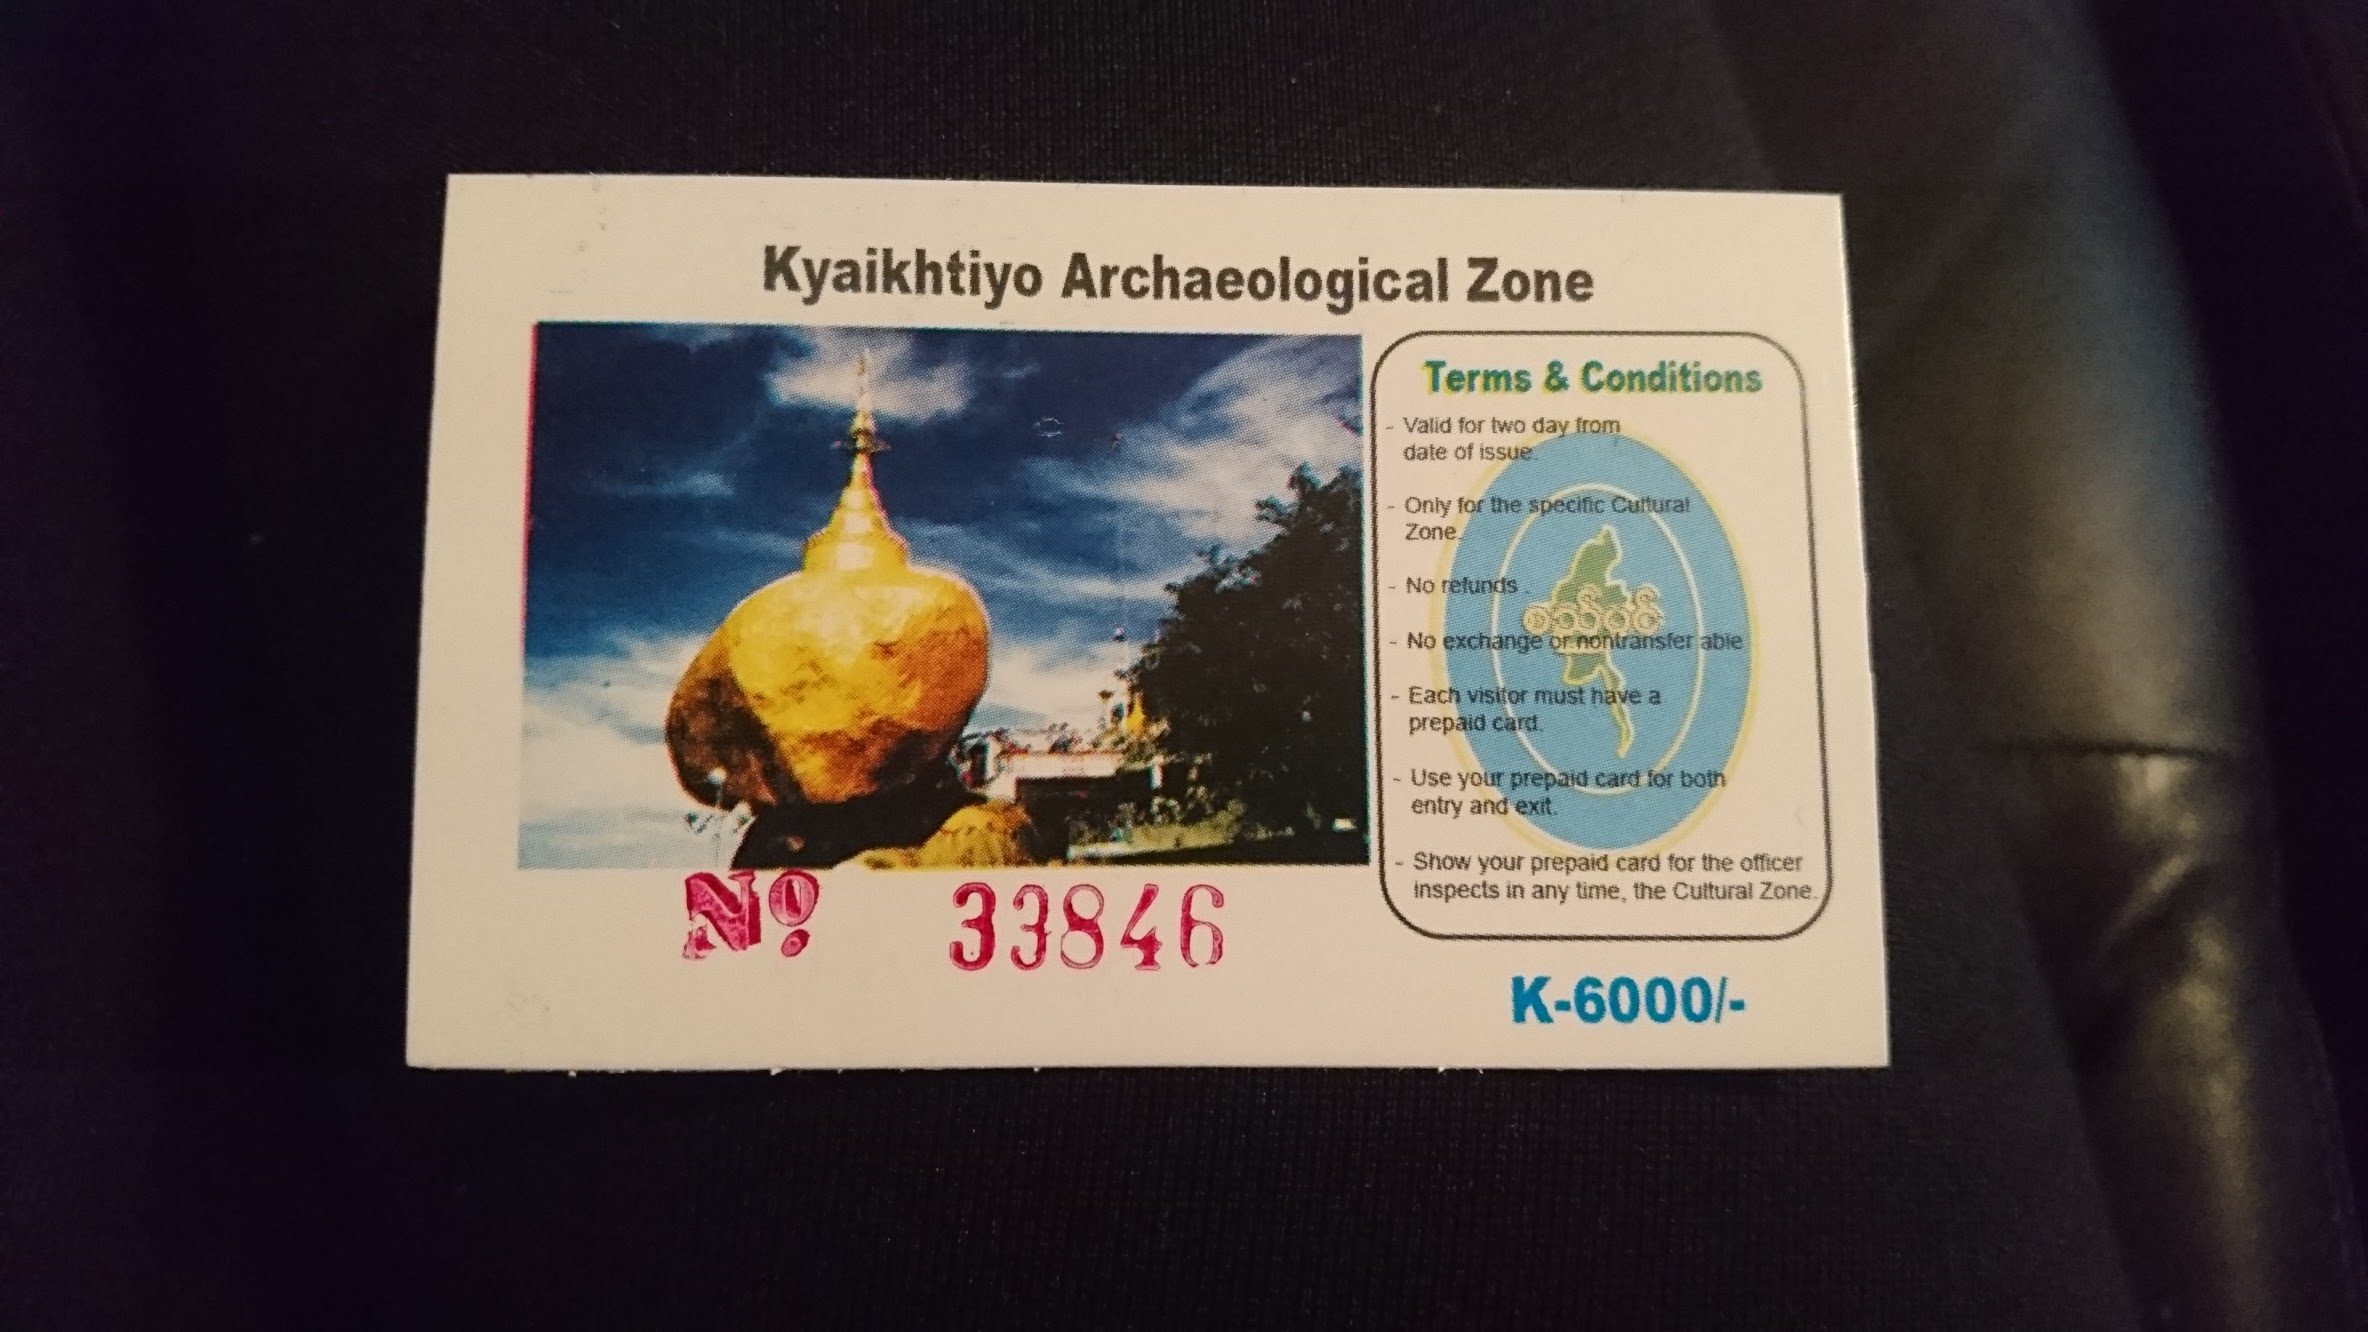 Kyaikhtiyo Archaeological Zone
Terms & Conditions
- Valid for two day from
date of issue.
- Only for the specific Cultural
Zone.
- No refunds .
- No exchange or nontransfer able
- Each visitor must have a
prepaid card.
- Use your prepaid card for both
entry and exit.
- Show your prepaid card for the officer
inspects in any time, the Cultural Zone.
No 33846
K-6000/-